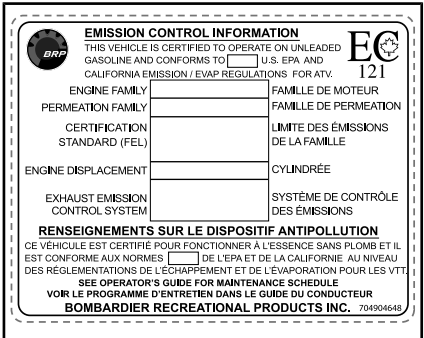 BRP
EMISSION CONTROL INFORMATION
THIS VEHICLE IS CERTIFIED TO OPERATE ON UNLEADED
GASOLINE AND CONFORMS TO U.S. EPA AND
CALIFORNIA EMISSION / EVAP REGULATIONS FOR ATV.
EC
121
ENGINE FAMILY FAMILLE DE MOTEUR
PERMEATION FAMILY FAMILLE DE PERMEATION
CERTIFICATION LIMITE DES ÉMISSIONS
STANDARD (FEL) DE LA FAMILLE
ENGINE DISPLACEMENT CYLINDRÉE
EXHAUST EMISSION SYSTÈME DE CONTRÔLE
CONTROL SYSTEM DES ÉMISSIONS
RENSEIGNEMENTS SUR LE DISPOSITIF ANTIPOLLUTION
CE VÉHICULE EST CERTIFIÉ POUR FONCTIONNER À L'ESSENCE SANS PLOMB ET IL
EST CONFORME AUX NORMES DE L'EPA ET DE LA CALIFORNIE AU NIVEAU
DES RÉGLEMENTATIONS DE L'ÉCHAPPEMENT ET DE L'ÉVAPORATION POUR LES VTT.
SEE OPERATOR'S GUIDE FOR MAINTENANCE SCHEDULE
VOIR LE PROGRAMME D'ENTRETIEN DANS LE GUIDE DU CONDUCTEUR
BOMBARDIER RECREATIONAL PRODUCTS INC. 704904648